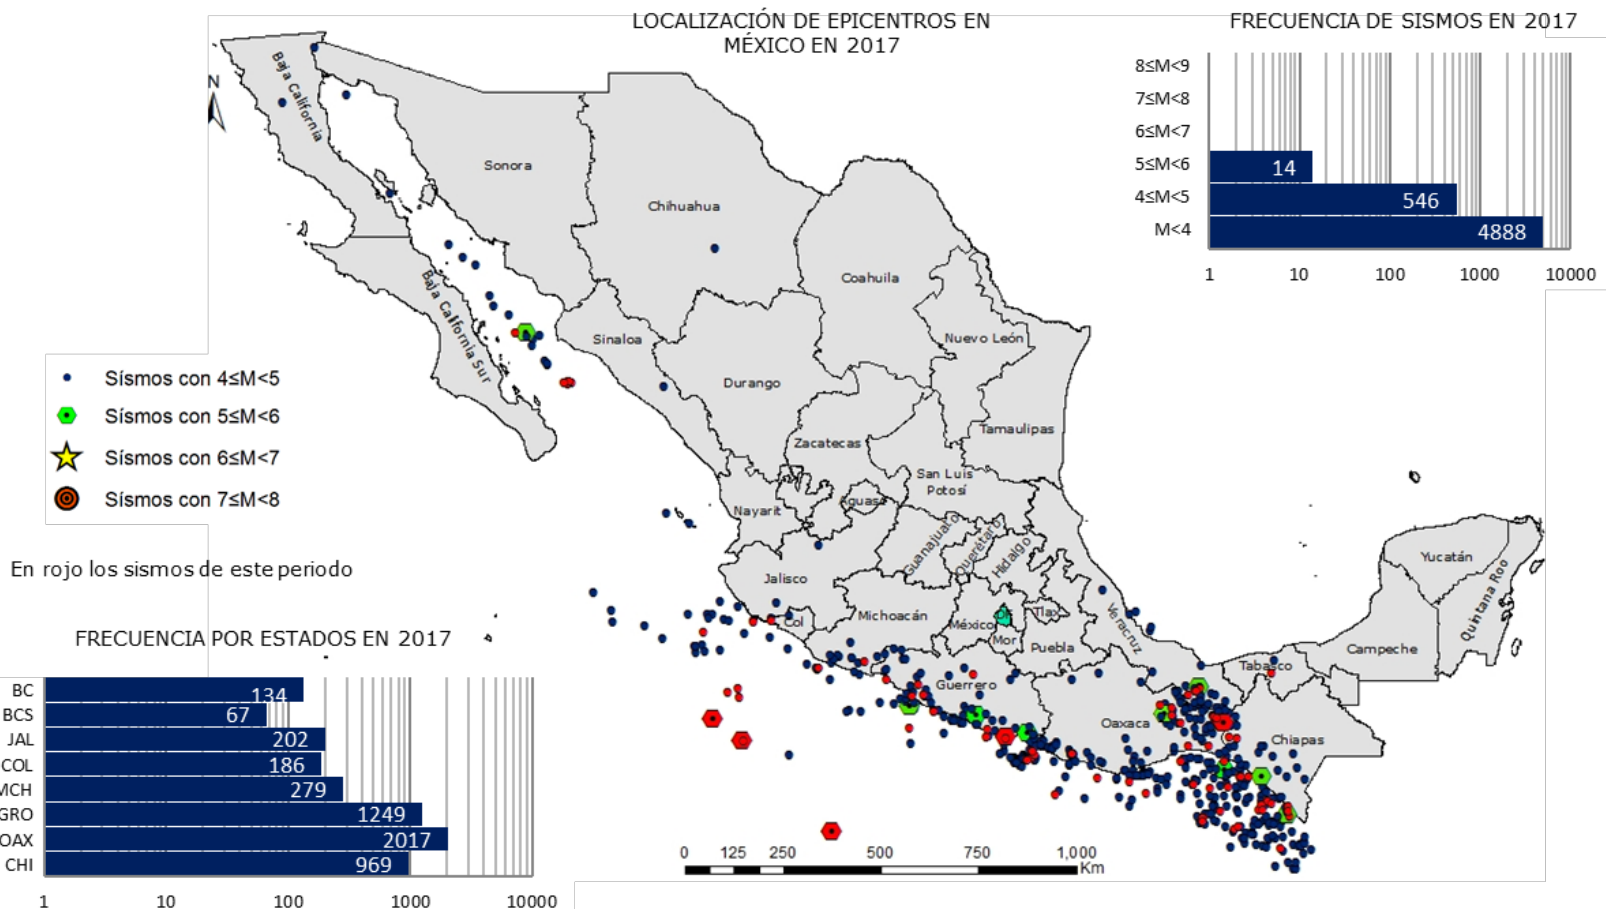 LOCALIZACIÓN DE EPICENTROS EN
MÉXICO EN 2017
FRECUENCIA DE SISMOS EN 2017
8≤M<9
7≤M<8
6≤M<7
5≤M<6
14
4≤M<5
546
M<4
4888
1 10 100 1000 10000
N
Baja California
Sonora
Chihuahua
Coahuila
Baja California Sur
Sinaloa
Nuevo León
Durango
Tamaulipas
Zacatecas
San Luis
Potosí
Nayarit
Aguas
Guanajuato
Querétaro
Hidalgo
Jalisco
Col
Michoacán
México
DF
Tlax
Mor
Puebla
Veracruz
Guerrero
Oaxaca
Tabasco
Chiapas
Campeche
Yucatán
Quintana Roo
Sísmos con 4≤M<5
Sísmos con 5≤M<6
Sísmos con 6≤M<7
Sísmos con 7≤M<8
En rojo los sismos de este periodo
FRECUENCIA POR ESTADOS EN 2017
BC 134
BCS 67
JAL 202
COL 186
MCH 279
GRO 1249
OAX 2017
CHI 969
1 10 100 1000 10000
0 125 250 500 750 1,000
Km